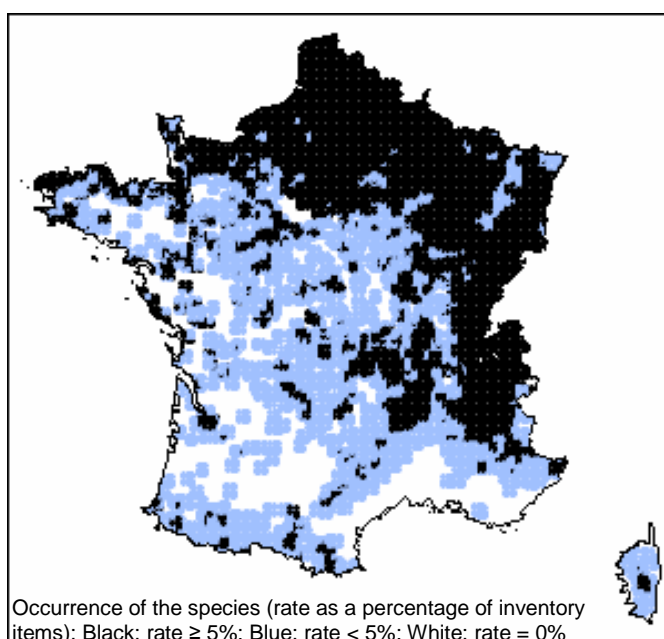 Occurrence of the species (rate as a percentage of inventory
items): Black: rate ≥ 5%; Blue: rate < 5%; White: rate = 0%